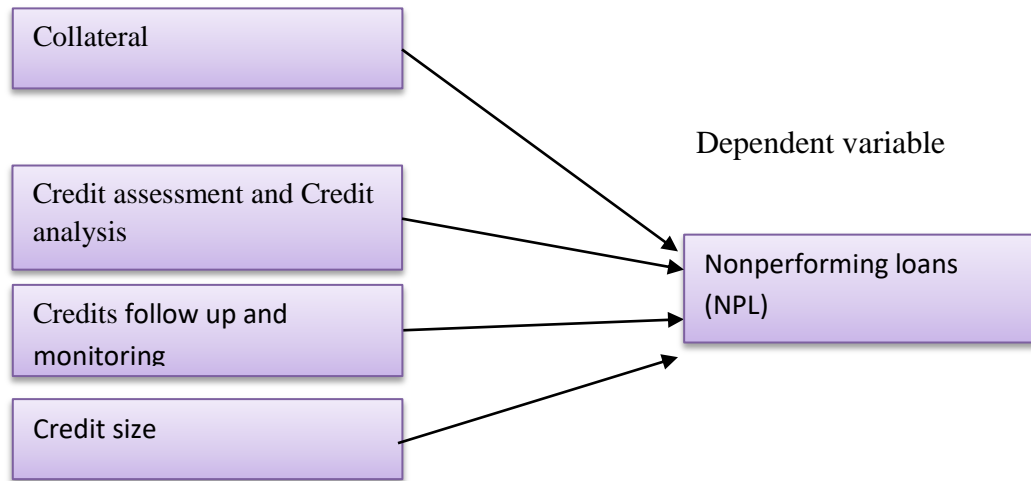 Collateral
Dependent variable
Credit assessment and Credit
analysis
Nonperforming loans
(NPL)
Credits follow up and
monitoring
Credit size